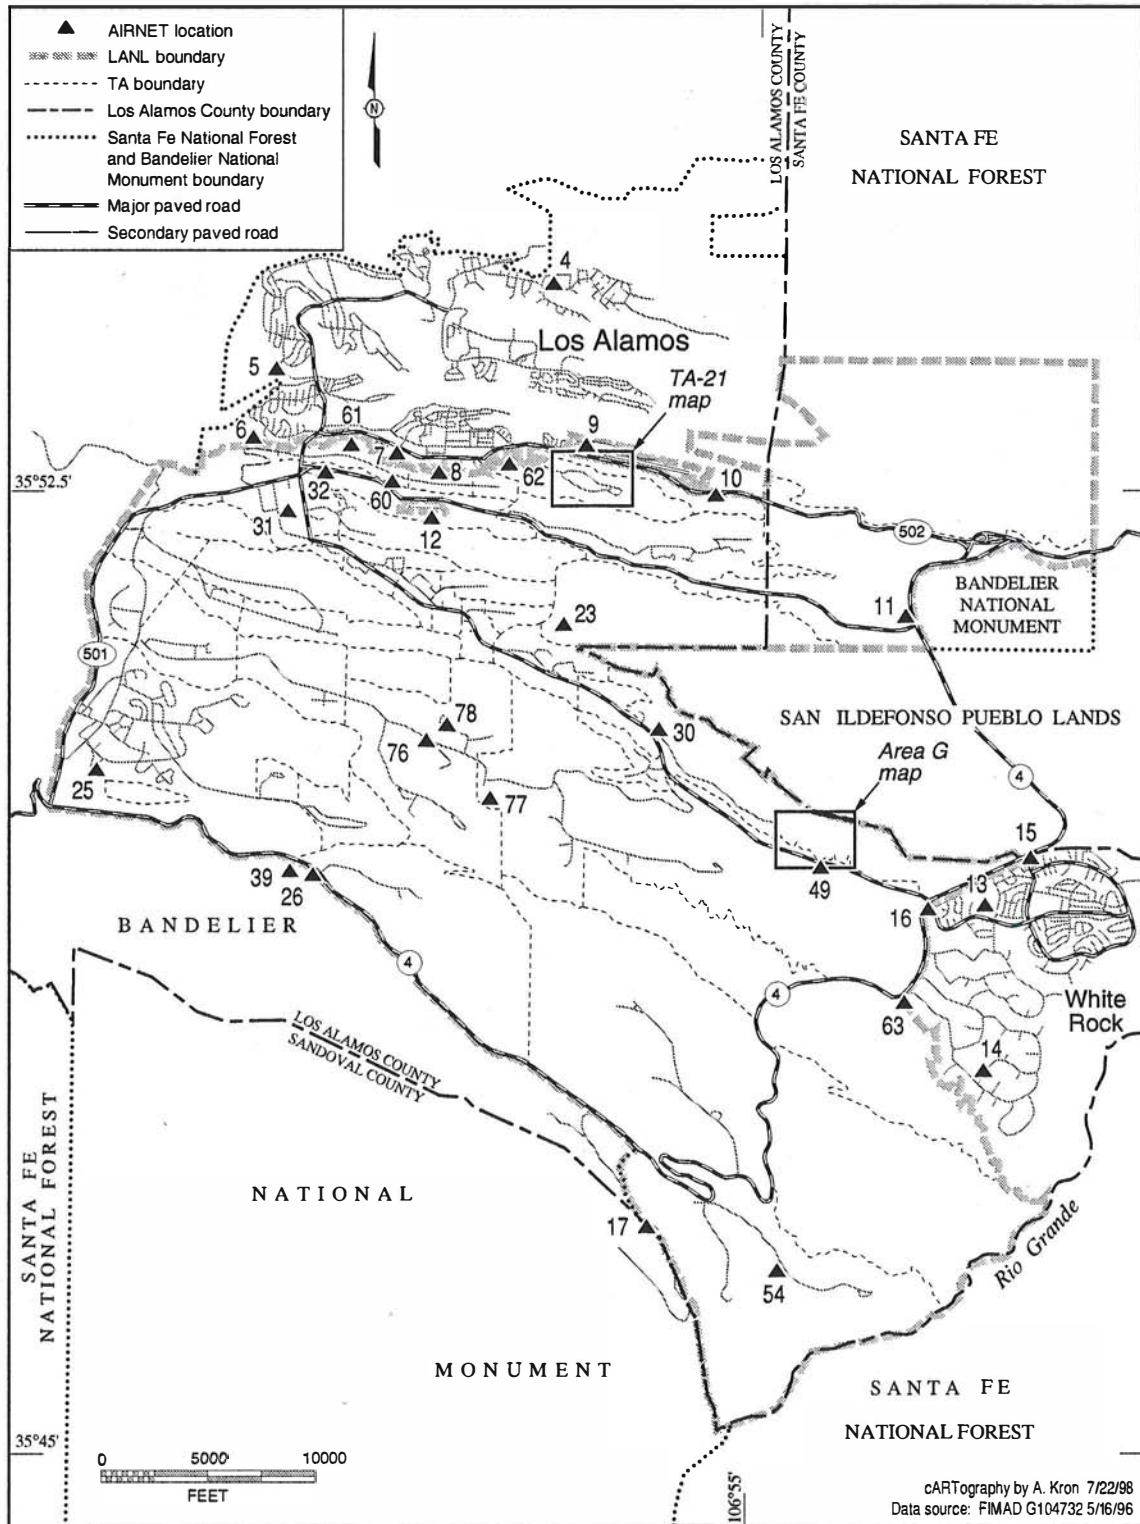 AIRNET location
LANL boundary
TA boundary
Los Alamos County boundary
Santa Fe National Forest
and Bandelier National
Monument boundary
Major paved road
Secondary paved road
N
LOS ALAMOS COUNTY
SANTA FE COUNTY
SANTA FE
NATIONAL FOREST
4
Los Alamos
5
TA-21
map
6
61
7
9
8
62
10
35°52.5'
32
60
31
12
502
BANDELIER
NATIONAL
MONUMENT
11
23
501
78
30
SAN ILDEFONSO PUEBLO LANDS
76
Area G
map
25
77
4
15
39
26
49
13
16
BANDELIER
4
4
63
White
Rock
LOS ALAMOS COUNTY
SANDOVAL COUNTY
14
SANTA FE
NATIONAL FOREST
NATIONAL
17
Rio Grande
54
MONUMENT
SANTA FE
NATIONAL FOREST
35°45'
0 5000 10000
FEET
106°55'
cARTography by A. Kron 7/22/98
Data source: FIMAD G104732 5/16/96